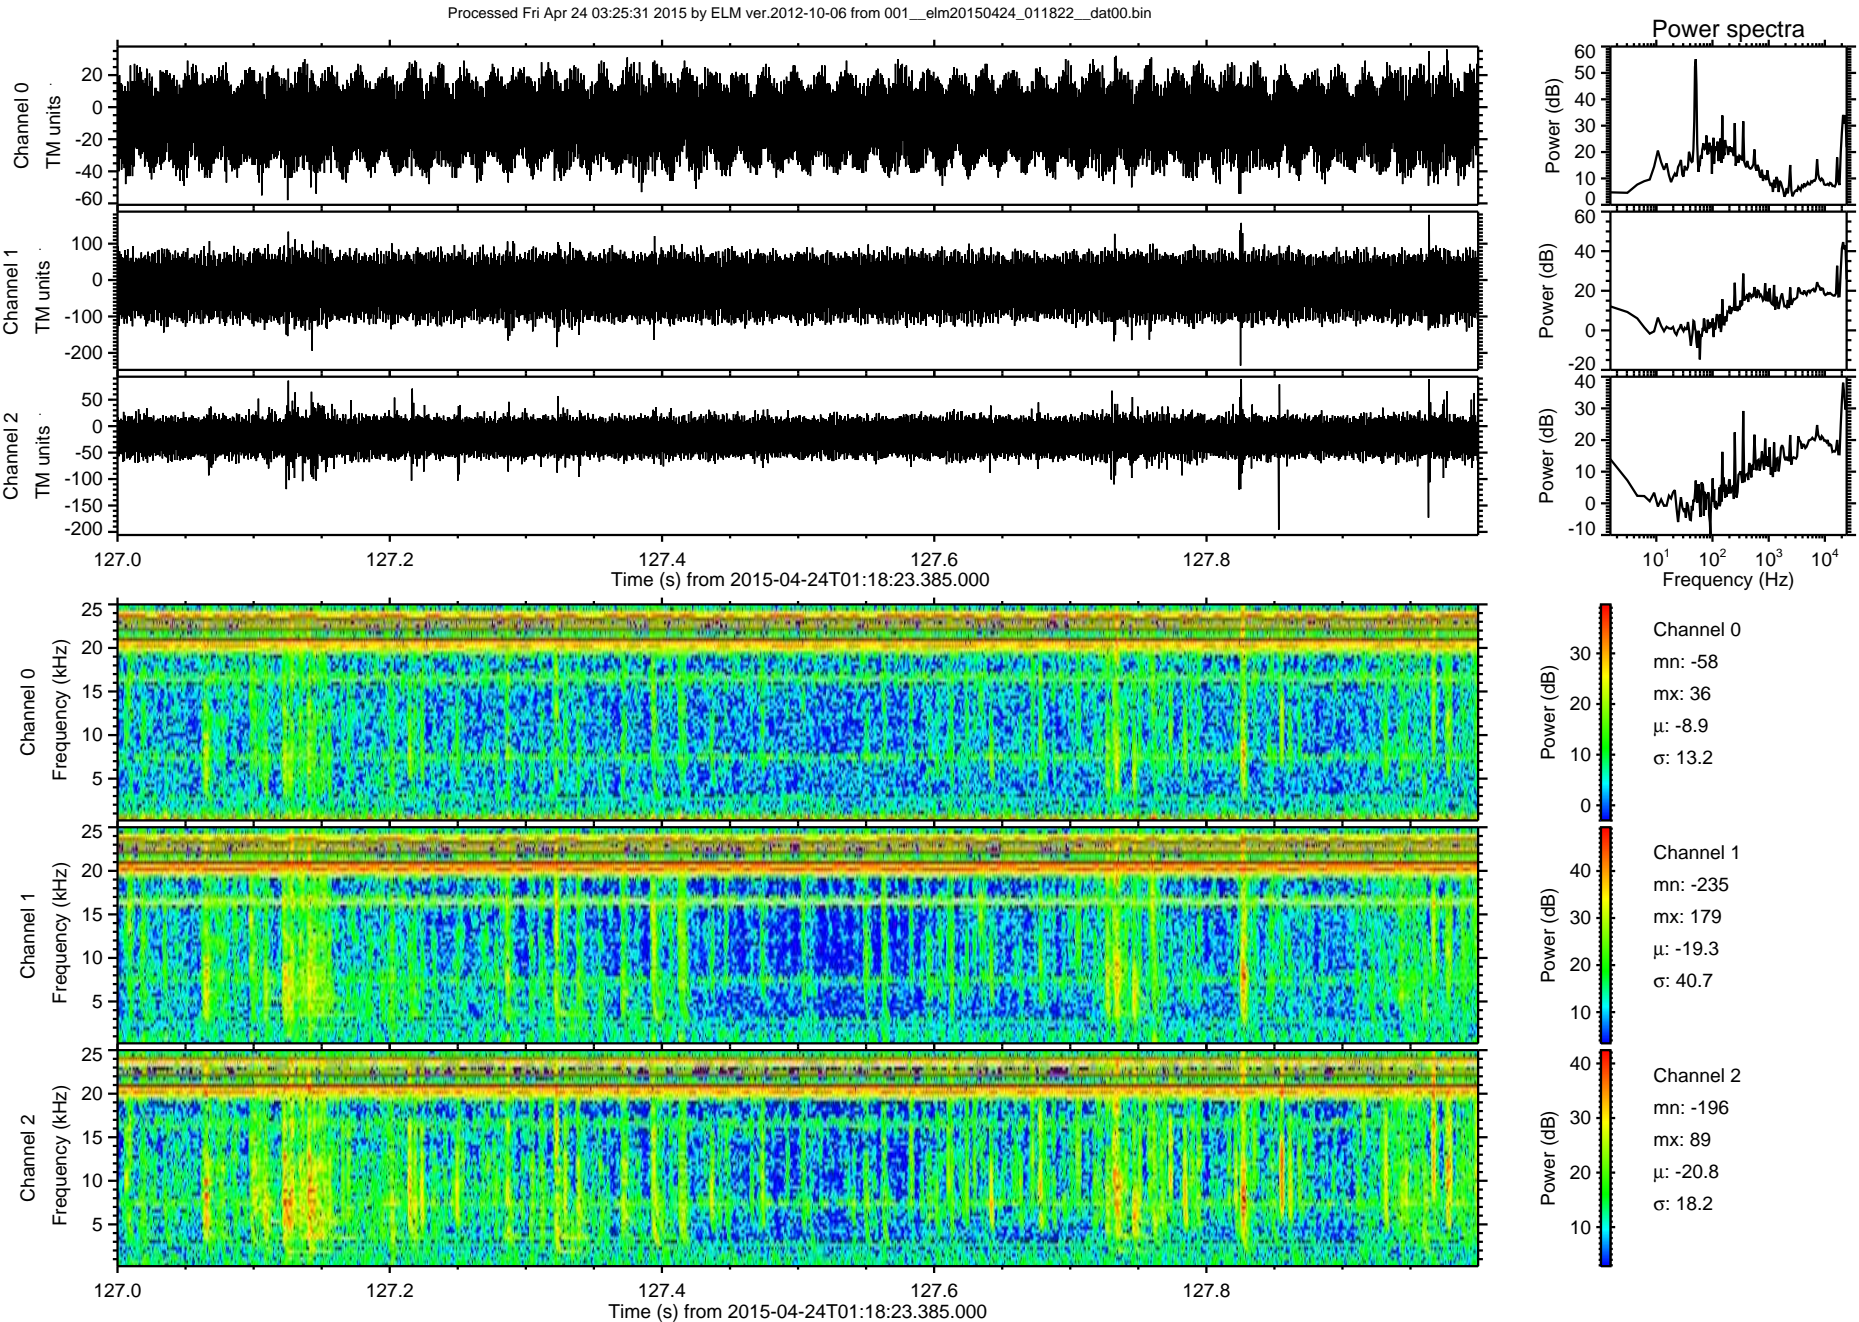 Processed Fri Apr 24 03:25:31 2015 by ELM ver.2012-10-06 from 001__elm20150424_011822__dat00.bin
Power spectra
Channel 0
TM units
20
0
-20
-40
-60
Power (dB)
60
50
40
30
20
10
0
Channel 1
TM units
100
0
-100
-200
Power (dB)
60
40
20
0
-20
Channel 2
TM units
50
0
-50
-100
-150
-200
Power (dB)
40
30
20
10
0
-10
127.0
127.2
127.4
127.6
127.8
Time (s) from 2015-04-24T01:18:23.385.000
10¹
10²
10³
10⁴
Frequency (Hz)
Channel 0
Frequency (kHz)
25
20
15
10
5
Power (dB)
30
20
10
0
Channel 0
mn: -58
mx: 36
μ: -8.9
σ: 13.2
Channel 1
Frequency (kHz)
25
20
15
10
5
Power (dB)
40
30
20
10
Channel 1
mn: -235
mx: 179
μ: -19.3
σ: 40.7
Channel 2
Frequency (kHz)
25
20
15
10
5
Power (dB)
40
30
20
10
Channel 2
mn: -196
mx: 89
μ: -20.8
σ: 18.2
127.0
127.2
127.4
127.6
127.8
Time (s) from 2015-04-24T01:18:23.385.000